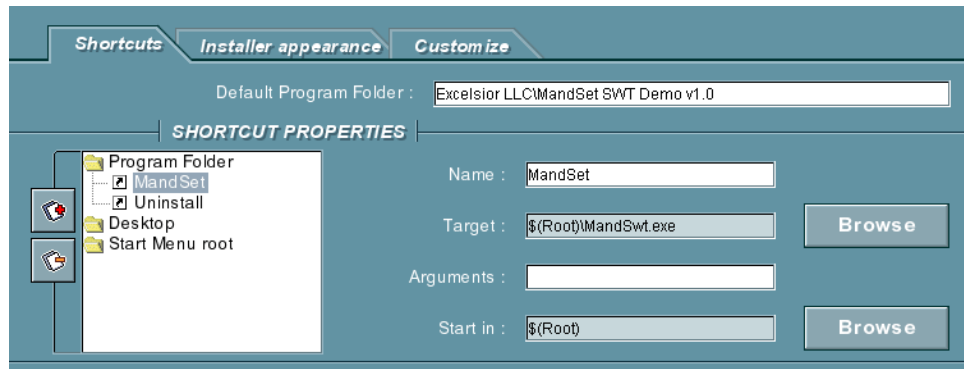 Shortcuts Installer appearance Customize
Default Program Folder : Excelsior LLC\MandSet SWT Demo v1.0
SHORTCUT PROPERTIES
Program Folder
MandSet
Uninstall
Desktop
Start Menu root
Name : MandSet
Target : $(Root)\MandSwt.exe Browse
Arguments :
Start in : $(Root) Browse